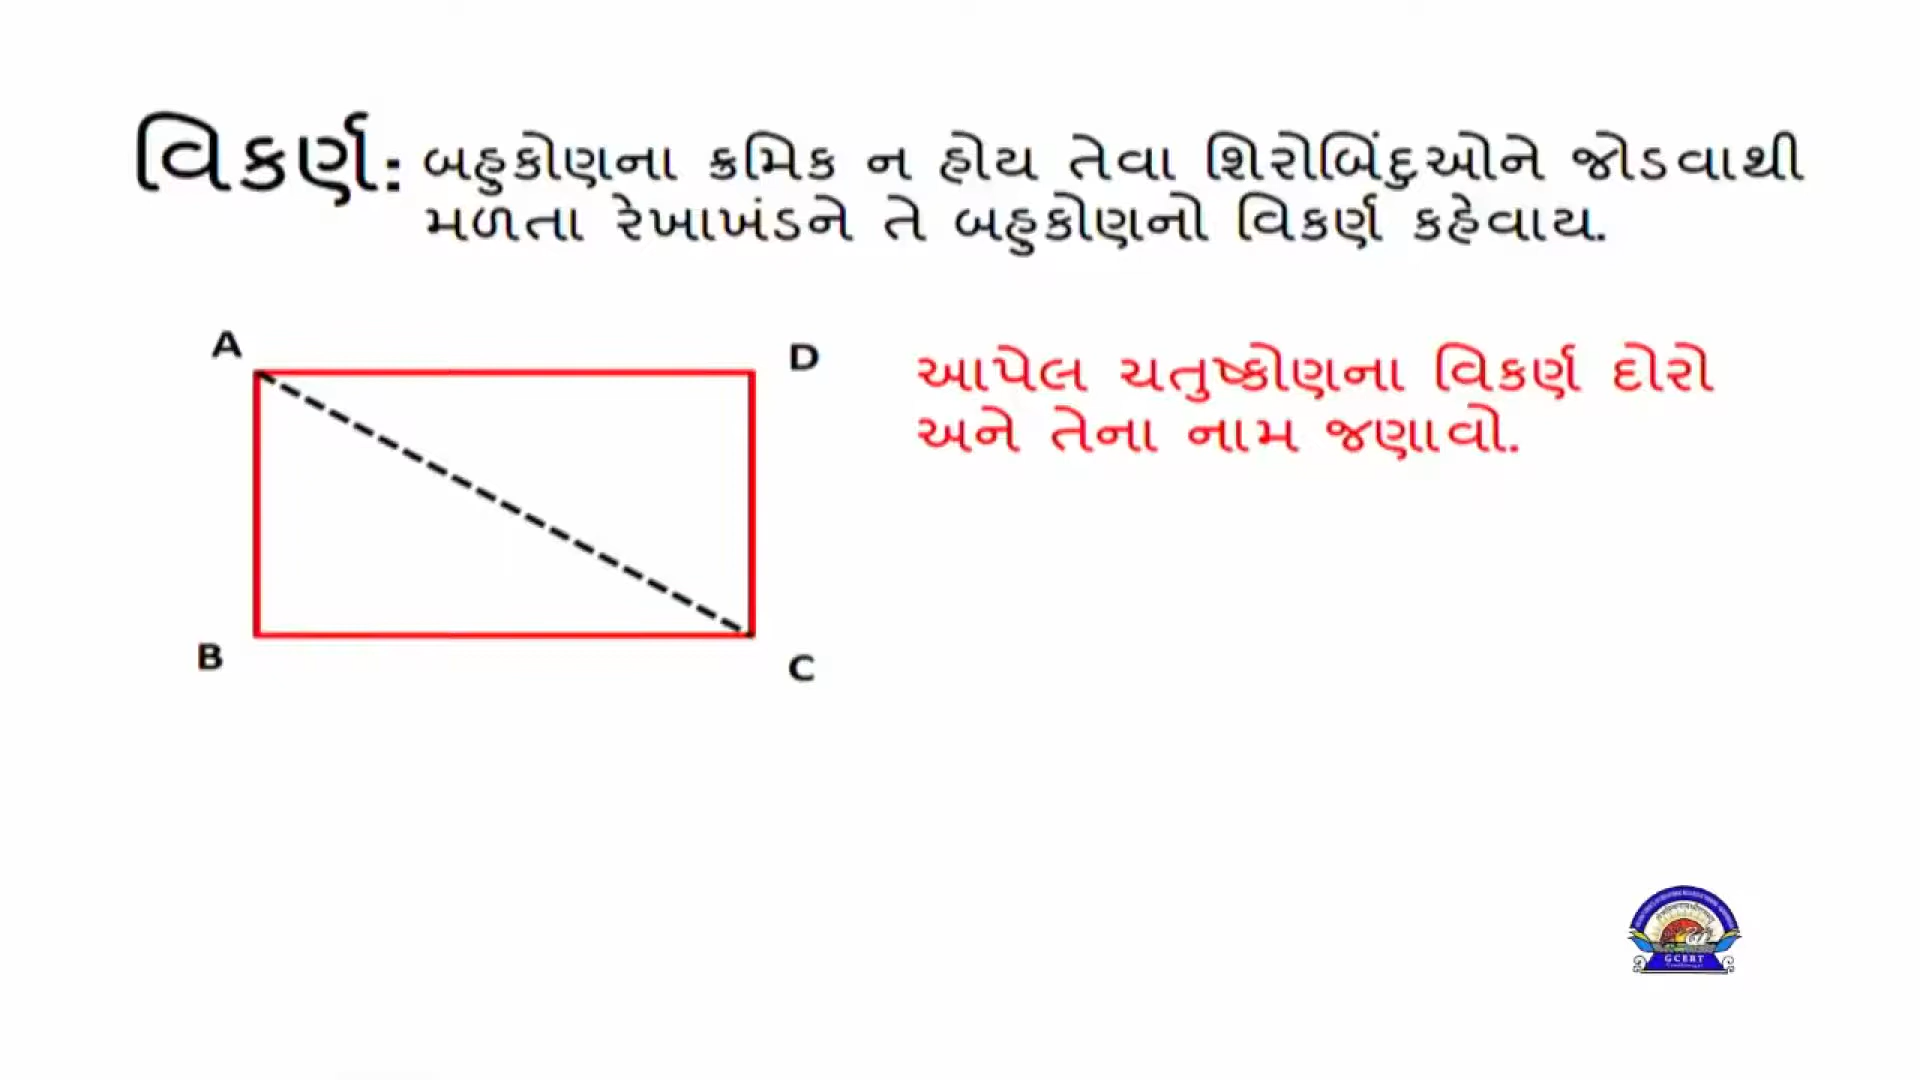 વિકર્ણ: બહુકોણના ક્રમિક ન હોય તેવા શિરોબિંદુઓને જોડવાથી
મળતા રેખાખંડને તે બહુકોણનો વિકર્ણ કહેવાય.
A
D
આપેલ ચતુષ્કોણના વિકર્ણ દોરો
અને તેના નામ જણાવો.
B
C
GCERT